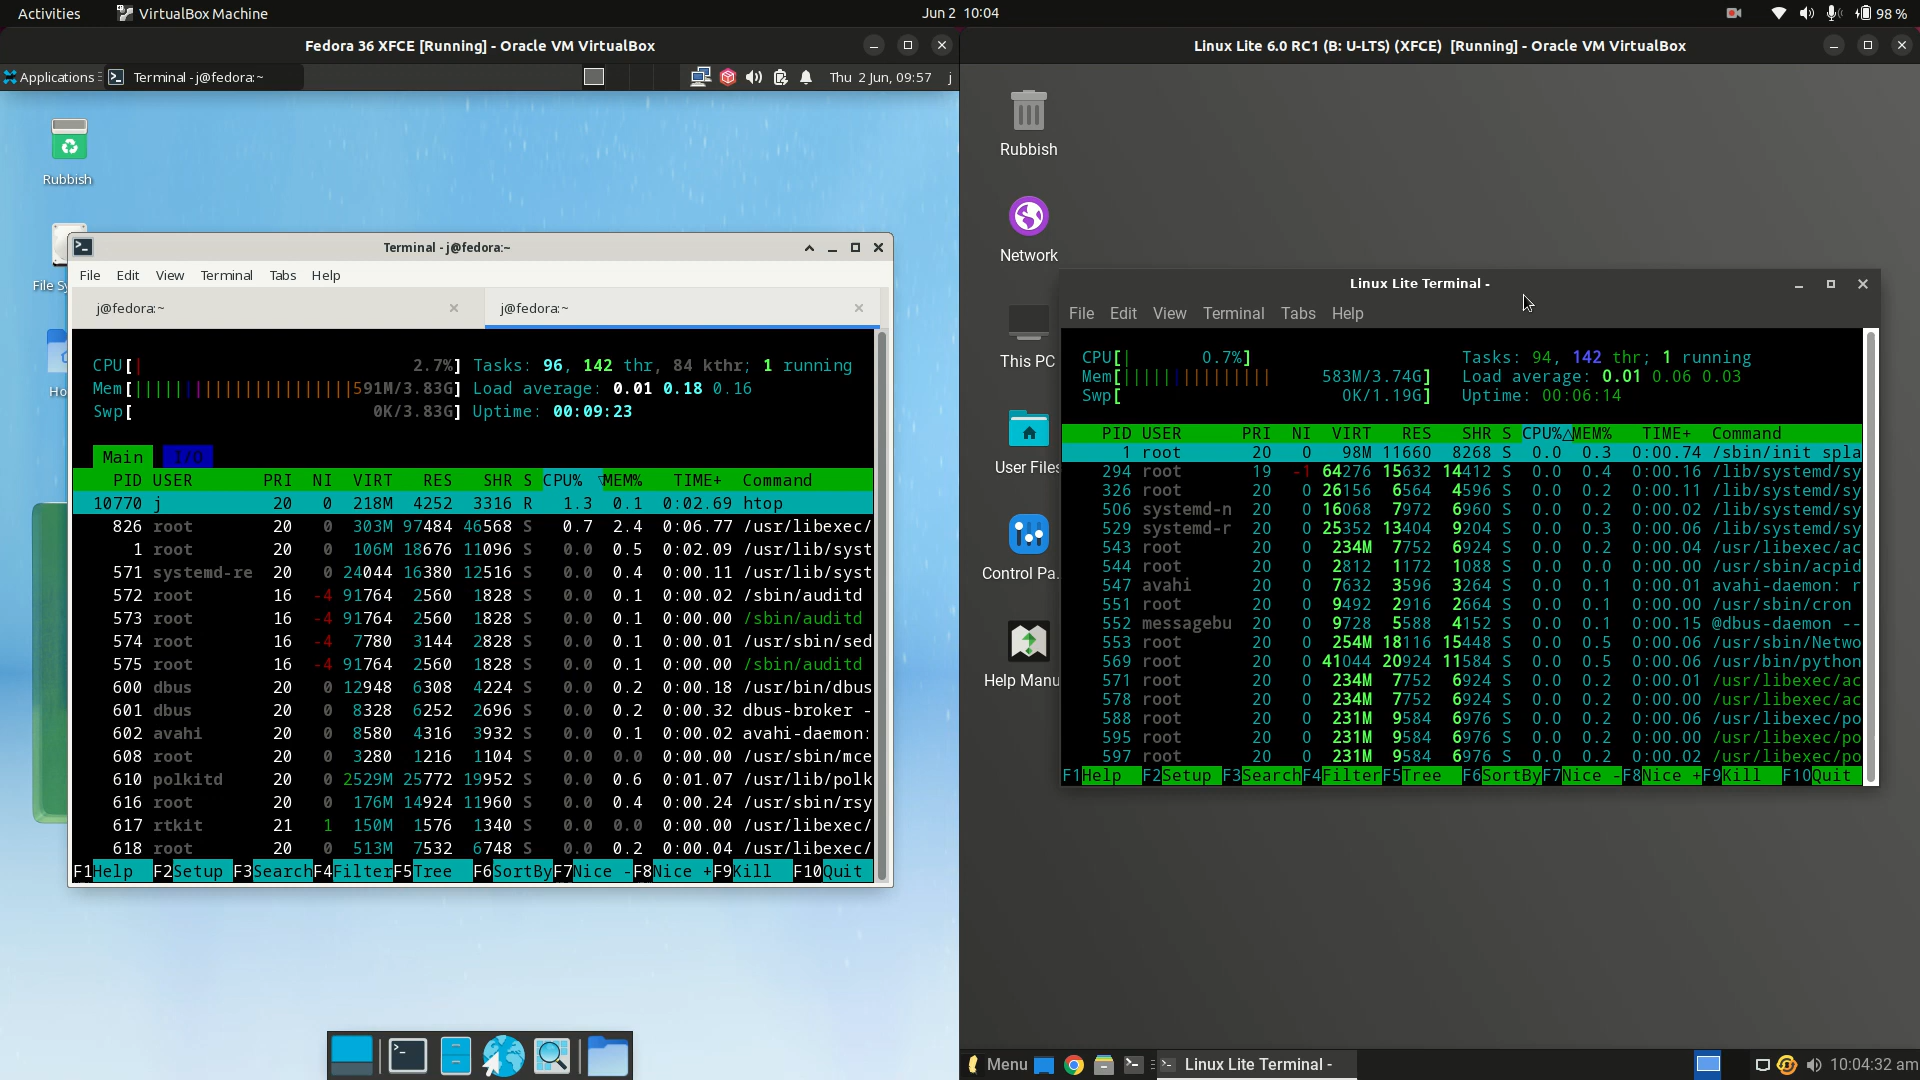 Activities VirtualBox Machine Jun 2 10:04 98 %
Fedora 36 XFCE [Running] - Oracle VM VirtualBox
Applications Terminal - j@fedora:~ Thu 2 Jun, 09:57 j
Rubbish
File Sy
Ho
Terminal - j@fedora:~
File Edit View Terminal Tabs Help
j@fedora:~ j@fedora:~
CPU[| 2.7%] Tasks: 96, 142 thr, 84 kthr; 1 running
Mem[||||||||||||||||||||||591M/3.83G] Load average: 0.01 0.18 0.16
Swp[ 0K/3.83G] Uptime: 00:09:23
Main I/O
PID USER PRI NI VIRT RES SHR S CPU% ▽MEM% TIME+ Command
10770 j 20 0 218M 4252 3316 R 1.3 0.1 0:02.69 htop
826 root 20 0 303M 97484 46568 S 0.7 2.4 0:06.77 /usr/libexec/
1 root 20 0 106M 18676 11096 S 0.0 0.5 0:02.09 /usr/lib/syst
571 systemd-re 20 0 24044 16380 12516 S 0.0 0.4 0:00.11 /usr/lib/syst
572 root 16 -4 91764 2560 1828 S 0.0 0.1 0:00.02 /sbin/auditd
573 root 16 -4 91764 2560 1828 S 0.0 0.1 0:00.00 /sbin/auditd
574 root 16 -4 7780 3144 2828 S 0.0 0.1 0:00.01 /usr/sbin/sed
575 root 16 -4 91764 2560 1828 S 0.0 0.1 0:00.00 /sbin/auditd
600 dbus 20 0 12948 6308 4224 S 0.0 0.2 0:00.18 /usr/bin/dbus
601 dbus 20 0 8328 6252 2696 S 0.0 0.2 0:00.32 dbus-broker -
602 avahi 20 0 8580 4316 3932 S 0.0 0.1 0:00.02 avahi-daemon:
608 root 20 0 3280 1216 1104 S 0.0 0.0 0:00.00 /usr/sbin/mce
610 polkitd 20 0 2529M 25772 19952 S 0.0 0.6 0:01.07 /usr/lib/polk
616 root 20 0 176M 14924 11960 S 0.0 0.4 0:00.24 /usr/sbin/rsy
617 rtkit 21 1 150M 1576 1340 S 0.0 0.0 0:00.00 /usr/libexec/
618 root 20 0 513M 7532 6748 S 0.0 0.2 0:00.04 /usr/libexec/
F1Help F2Setup F3SearchF4FilterF5Tree F6SortByF7Nice -F8Nice +F9Kill F10Quit
Linux Lite 6.0 RC1 (B: U-LTS) (XFCE) [Running] - Oracle VM VirtualBox
Rubbish
Network
This PC
User Files
Control Pa.
Help Manu
Linux Lite Terminal -
File Edit View Terminal Tabs Help
CPU[| 0.7%] Tasks: 94, 142 thr; 1 running
Mem[||||||||||||||| 583M/3.74G] Load average: 0.01 0.06 0.03
Swp[ 0K/1.19G] Uptime: 00:06:14
PID USER PRI NI VIRT RES SHR S CPU%△MEM% TIME+ Command
1 root 20 0 98M 11660 8268 S 0.0 0.3 0:00.74 /sbin/init spla
294 root 19 -1 64276 15632 14412 S 0.0 0.4 0:00.16 /lib/systemd/sy
326 root 20 0 26156 6564 4596 S 0.0 0.2 0:00.11 /lib/systemd/sy
506 systemd-n 20 0 16068 7972 6960 S 0.0 0.2 0:00.02 /lib/systemd/sy
529 systemd-r 20 0 25352 13404 9204 S 0.0 0.3 0:00.06 /lib/systemd/sy
543 root 20 0 234M 7752 6924 S 0.0 0.2 0:00.04 /usr/libexec/ac
544 root 20 0 2812 1172 1088 S 0.0 0.0 0:00.00 /usr/sbin/acpid
547 avahi 20 0 7632 3596 3264 S 0.0 0.1 0:00.01 avahi-daemon: r
551 root 20 0 9492 2916 2664 S 0.0 0.1 0:00.00 /usr/sbin/cron
552 messagebu 20 0 9728 5588 4152 S 0.0 0.1 0:00.15 @dbus-daemon --
553 root 20 0 254M 18116 15448 S 0.0 0.5 0:00.06 /usr/sbin/Netwo
569 root 20 0 41044 20924 11584 S 0.0 0.5 0:00.06 /usr/bin/python
571 root 20 0 234M 7752 6924 S 0.0 0.2 0:00.01 /usr/libexec/ac
578 root 20 0 234M 7752 6924 S 0.0 0.2 0:00.00 /usr/libexec/ac
588 root 20 0 231M 9584 6976 S 0.0 0.2 0:00.06 /usr/libexec/po
595 root 20 0 231M 9584 6976 S 0.0 0.2 0:00.00 /usr/libexec/po
597 root 20 0 231M 9584 6976 S 0.0 0.2 0:00.02 /usr/libexec/po
F1Help F2Setup F3SearchF4FilterF5Tree F6SortByF7Nice -F8Nice +F9Kill F10Quit
Menu Linux Lite Terminal - 10:04:32 am